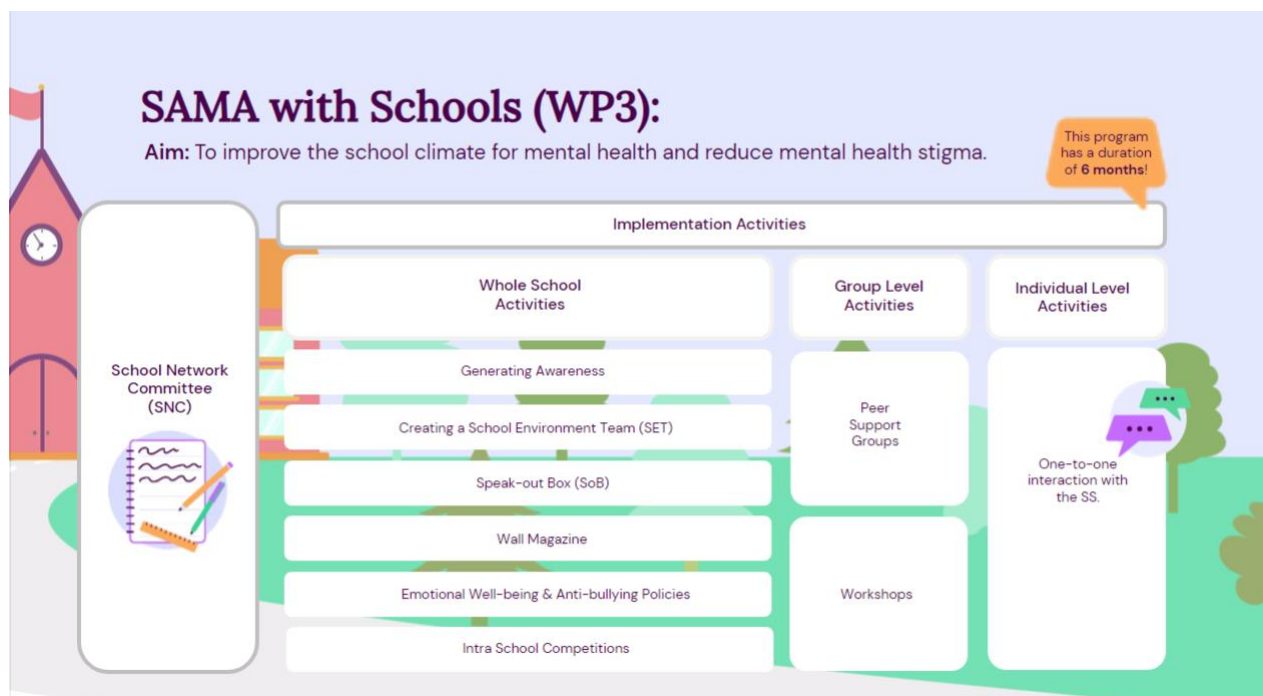 SAMA with Schools (WP3):
Aim: To improve the school climate for mental health and reduce mental health stigma.
This program
has a duration
of 6 months!
School Network
Committee
(SNC)
Implementation Activities
Whole School
Activities
Generating Awareness
Creating a School Environment Team (SET)
Speak-out Box (SoB)
Wall Magazine
Emotional Well-being & Anti-bullying Policies
Intra School Competitions
Group Level
Activities
Peer
Support
Groups
Workshops
Individual Level
Activities
One-to-one
interaction with
the SS.